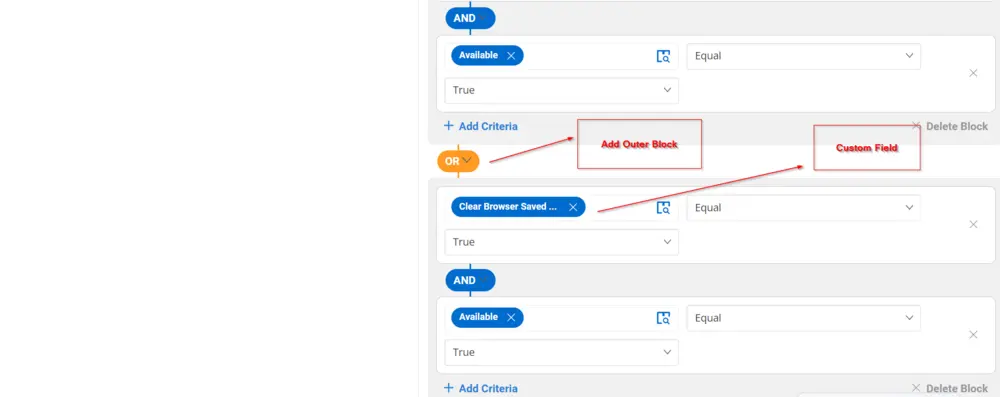 AND
Available
Equal
True
Add Criteria
Delete Block
Add Outer Block
Custom Field
OR
Clear Browser Saved ...
Equal
True
AND
Available
Equal
True
Add Criteria
Delete Block